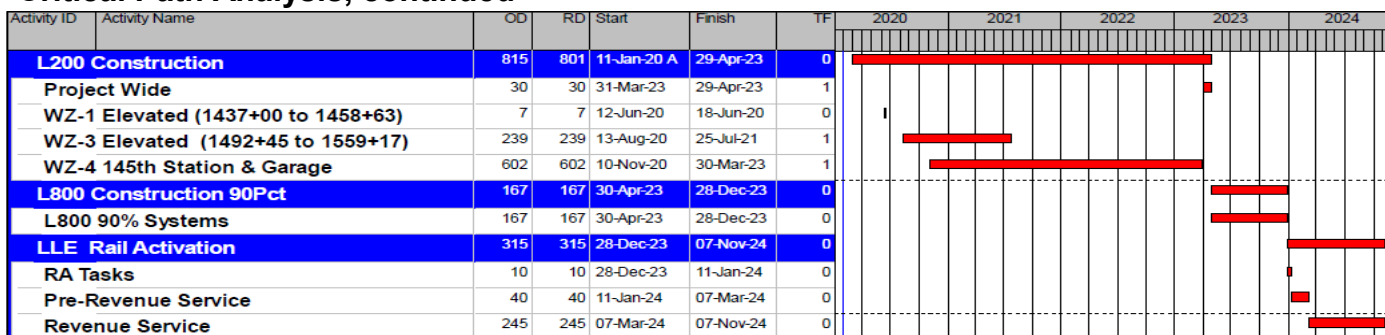 Activity ID Activity Name OD RD Start Finish TF 2020 2021 2022 2023 2024
L200 Construction 815 801 11-Jan-20 A 29-Apr-23 0
Project Wide 30 30 31-Mar-23 29-Apr-23 1
WZ-1 Elevated (1437+00 to 1458+63) 7 7 12-Jun-20 18-Jun-20 0
WZ-3 Elevated (1492+45 to 1559+17) 239 239 13-Aug-20 25-Jul-21 1
WZ-4 145th Station & Garage 602 602 10-Nov-20 30-Mar-23 1
L800 Construction 90Pct 167 167 30-Apr-23 28-Dec-23 0
L800 90% Systems 167 167 30-Apr-23 28-Dec-23 0
LLE Rail Activation 315 315 28-Dec-23 07-Nov-24 0
RA Tasks 10 10 28-Dec-23 11-Jan-24 0
Pre-Revenue Service 40 40 11-Jan-24 07-Mar-24 0
Revenue Service 245 245 07-Mar-24 07-Nov-24 0